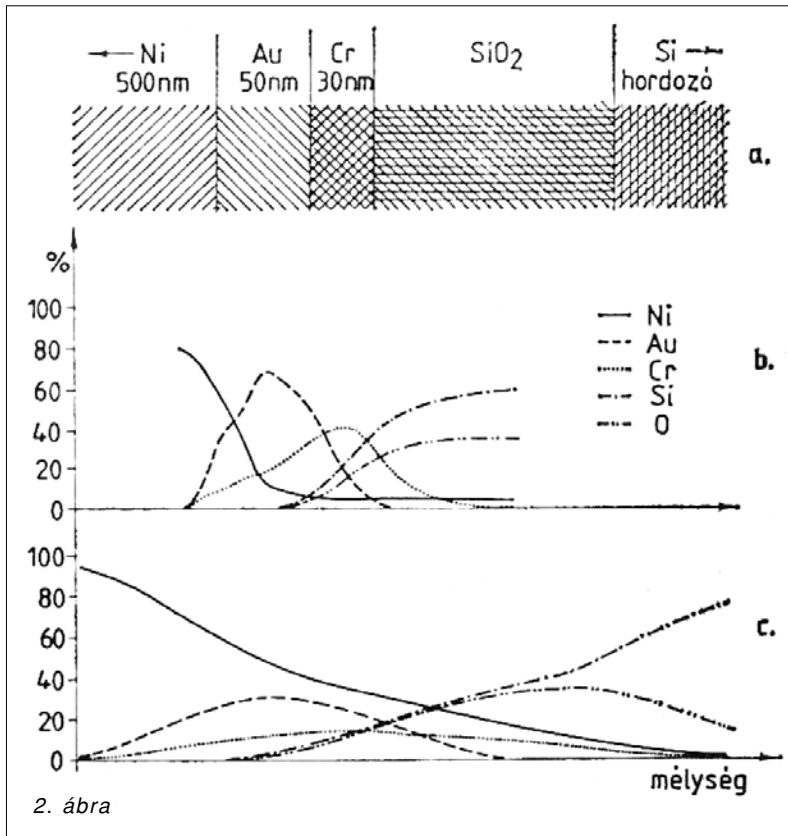 ← Ni Au Cr SiO₂ Si →
500nm 50nm 30nm hordozó
a.
%
100
80
60
40
20
0
Ni
Au
Cr
Si
O
b.
100
80
60
40
20
0
c.
mélység
2. ábra